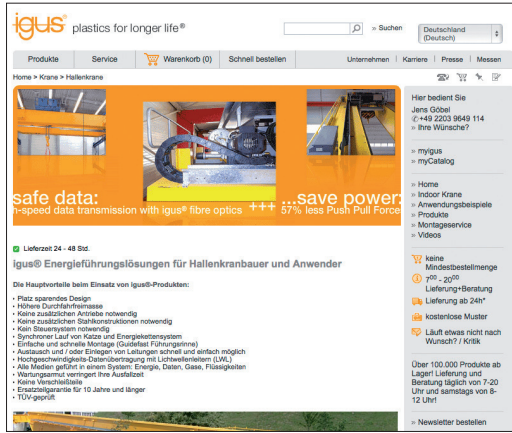 igus® plastics for longer life®
» Suchen
Deutschland
(Deutsch)
Produkte Service Warenkorb (0) Schnell bestellen Unternehmen | Karriere | Presse | Messen
Home > Krane > Hallenkrane
safe data: ...save power:
h-speed data transmission with igus® fibre optics +++ 57% less Push Pull Force
Lieferzeit 24 - 48 Std.
igus® Energieführungslösungen für Hallenkranbauer und Anwender
Die Hauptvorteile beim Einsatz von igus®-Produkten:
• Platz sparendes Design
• Höhere Durchfahrfreimasse
• Keine zusätzlichen Antriebe notwendig
• Keine zusätzlichen Stahlkonstruktionen notwendig
• Kein Steuersystem notwendig
• Synchroner Lauf von Katze und Energiekettensystem
• Einfache und schnelle Montage (Guidefast Führungsrinne)
• Austausch und / oder Einlegen von Leitungen schnell und einfach möglich
• Hochgeschwindigkeits-Datenübertragung mit Lichtwellenleitern (LWL)
• Alle Medien geführt in einem System: Energie, Daten, Gase, Flüssigkeiten
• Wartungsarmut verringert Ihre Ausfallzeit
• Keine Verschleißteile
• Ersatzteilgarantie für 10 Jahre und länger
• TÜV-geprüft
Hier bedient Sie
Jens Göbel
✆+49 2203 9649 114
» Ihre Wünsche?
» myigus
» myCatalog
» Home
» Indoor Krane
» Anwendungsbeispiele
» Produkte
» Montageservice
» Videos
keine
Mindestbestellmenge
7⁰⁰ - 20⁰⁰
Lieferung+Beratung
Lieferung ab 24h*
kostenlose Muster
Läuft etwas nicht nach
Wunsch? / Kritik
Über 100.000 Produkte ab
Lager! Lieferung und
Beratung täglich von 7-20
Uhr und samstags von 8-
12 Uhr!
» Newsletter bestellen